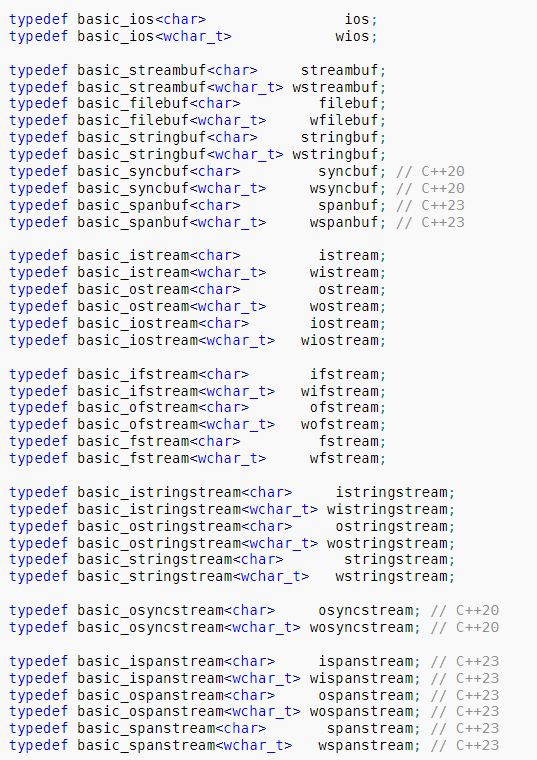 typedef basic_ios<char>                ios;
typedef basic_ios<wchar_t>            wios;

typedef basic_streambuf<char>     streambuf;
typedef basic_streambuf<wchar_t> wstreambuf;
typedef basic_filebuf<char>         filebuf;
typedef basic_filebuf<wchar_t>     wfilebuf;
typedef basic_stringbuf<char>     stringbuf;
typedef basic_stringbuf<wchar_t> wstringbuf;
typedef basic_syncbuf<char>         syncbuf; // C++20
typedef basic_syncbuf<wchar_t>     wsyncbuf; // C++20
typedef basic_spanbuf<char>         spanbuf; // C++23
typedef basic_spanbuf<wchar_t>     wspanbuf; // C++23

typedef basic_istream<char>         istream;
typedef basic_istream<wchar_t>     wistream;
typedef basic_ostream<char>         ostream;
typedef basic_ostream<wchar_t>     wostream;
typedef basic_iostream<char>       iostream;
typedef basic_iostream<wchar_t>   wiostream;

typedef basic_ifstream<char>       ifstream;
typedef basic_ifstream<wchar_t>   wifstream;
typedef basic_ofstream<char>       ofstream;
typedef basic_ofstream<wchar_t>   wofstream;
typedef basic_fstream<char>         fstream;
typedef basic_fstream<wchar_t>     wfstream;

typedef basic_istringstream<char>     istringstream;
typedef basic_istringstream<wchar_t> wistringstream;
typedef basic_ostringstream<char>     ostringstream;
typedef basic_ostringstream<wchar_t> wostringstream;
typedef basic_stringstream<char>       stringstream;
typedef basic_stringstream<wchar_t>   wstringstream;

typedef basic_osyncstream<char>     osyncstream; // C++20
typedef basic_osyncstream<wchar_t> wosyncstream; // C++20

typedef basic_ispanstream<char>     ispanstream; // C++23
typedef basic_ispanstream<wchar_t> wispanstream; // C++23
typedef basic_ospanstream<char>     ospanstream; // C++23
typedef basic_ospanstream<wchar_t> wospanstream; // C++23
typedef basic_spanstream<char>       spanstream; // C++23
typedef basic_spanstream<wchar_t>   wspanstream; // C++23